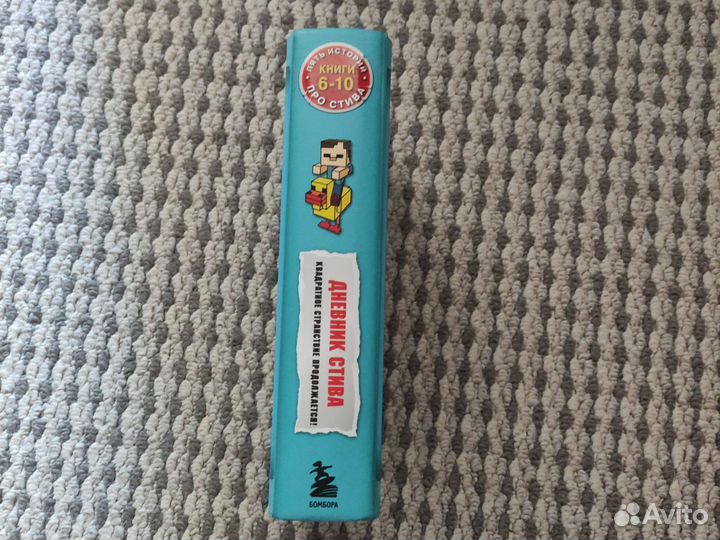 ПЯТЬ ИСТОРИЙ
КНИГИ
6-10
ПРО СТИВА
ДНЕВНИК СТИВА
КВАДРАТНОЕ СТРАНСТВИЕ ПРОДОЛЖАЕТСЯ!
БОМБОРА
Avito